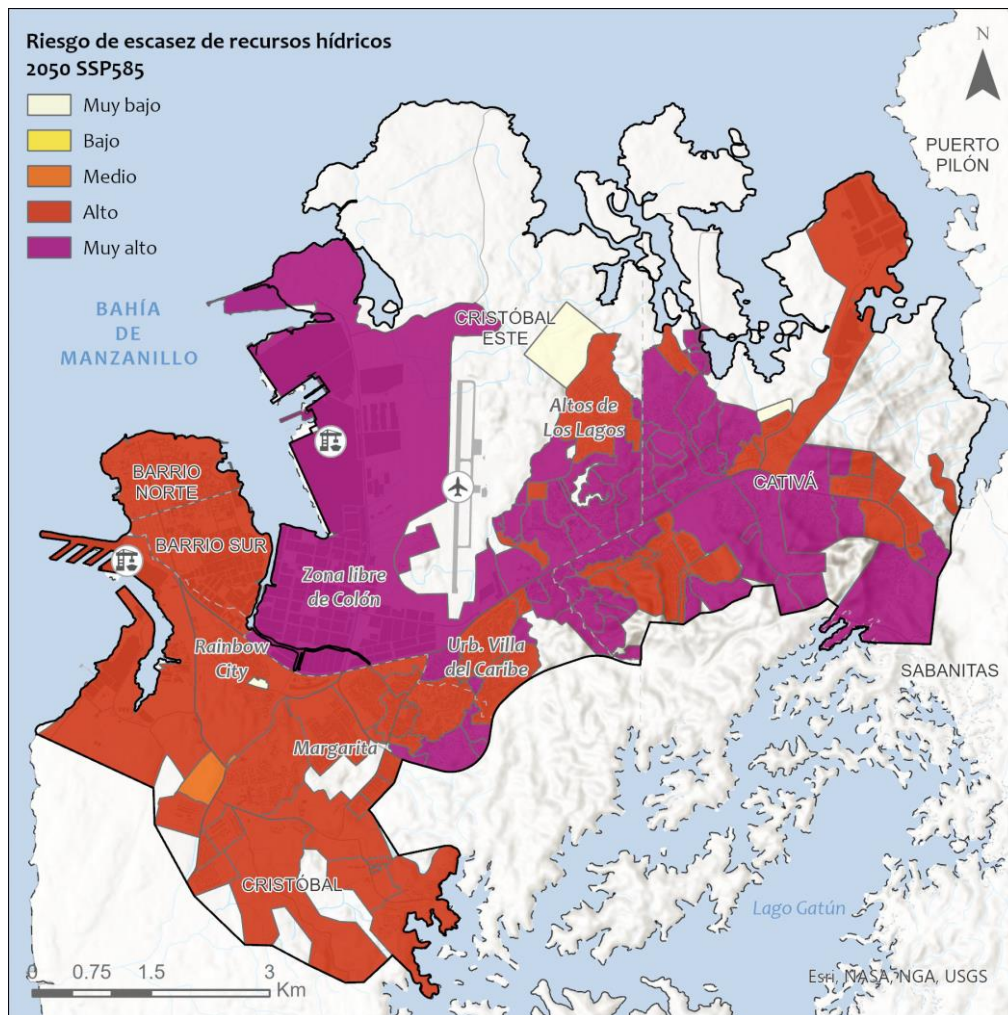 Riesgo de escasez de recursos hídricos
2050 SSP585
Muy bajo
Bajo
Medio
Alto
Muy alto
N
PUERTO
PILÓN
BAHÍA
DE
MANZANILLO
CRISTÓBAL
ESTE
Altos de
Los Lagos
BARRIO
NORTE
CATIVÁ
BARRIO SUR
Zona libre
de Colón
Rainbow
City
Urb. Villa
del Caribe
SABANITAS
Margarita
CRISTÓBAL
Lago Gatún
0 0.75 1.5 3
Km
Esri, NASA, NGA, USGS